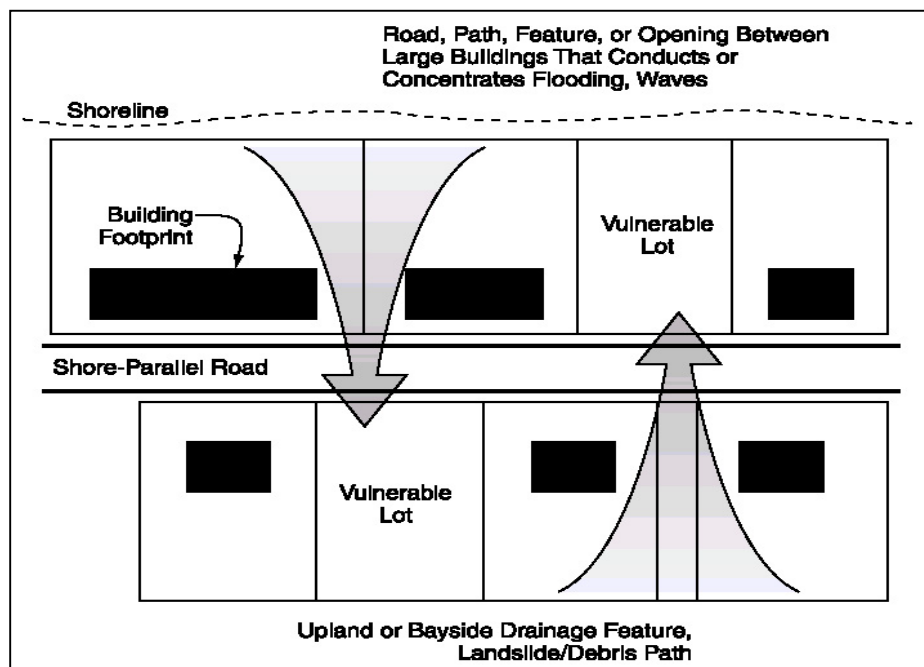 Road, Path, Feature, or Opening Between
Large Buildings That Conducts or
Concentrates Flooding, Waves
Shoreline
Building
Footprint
Vulnerable
Lot
Shore-Parallel Road
Vulnerable
Lot
Upland or Bayside Drainage Feature,
Landslide/Debris Path